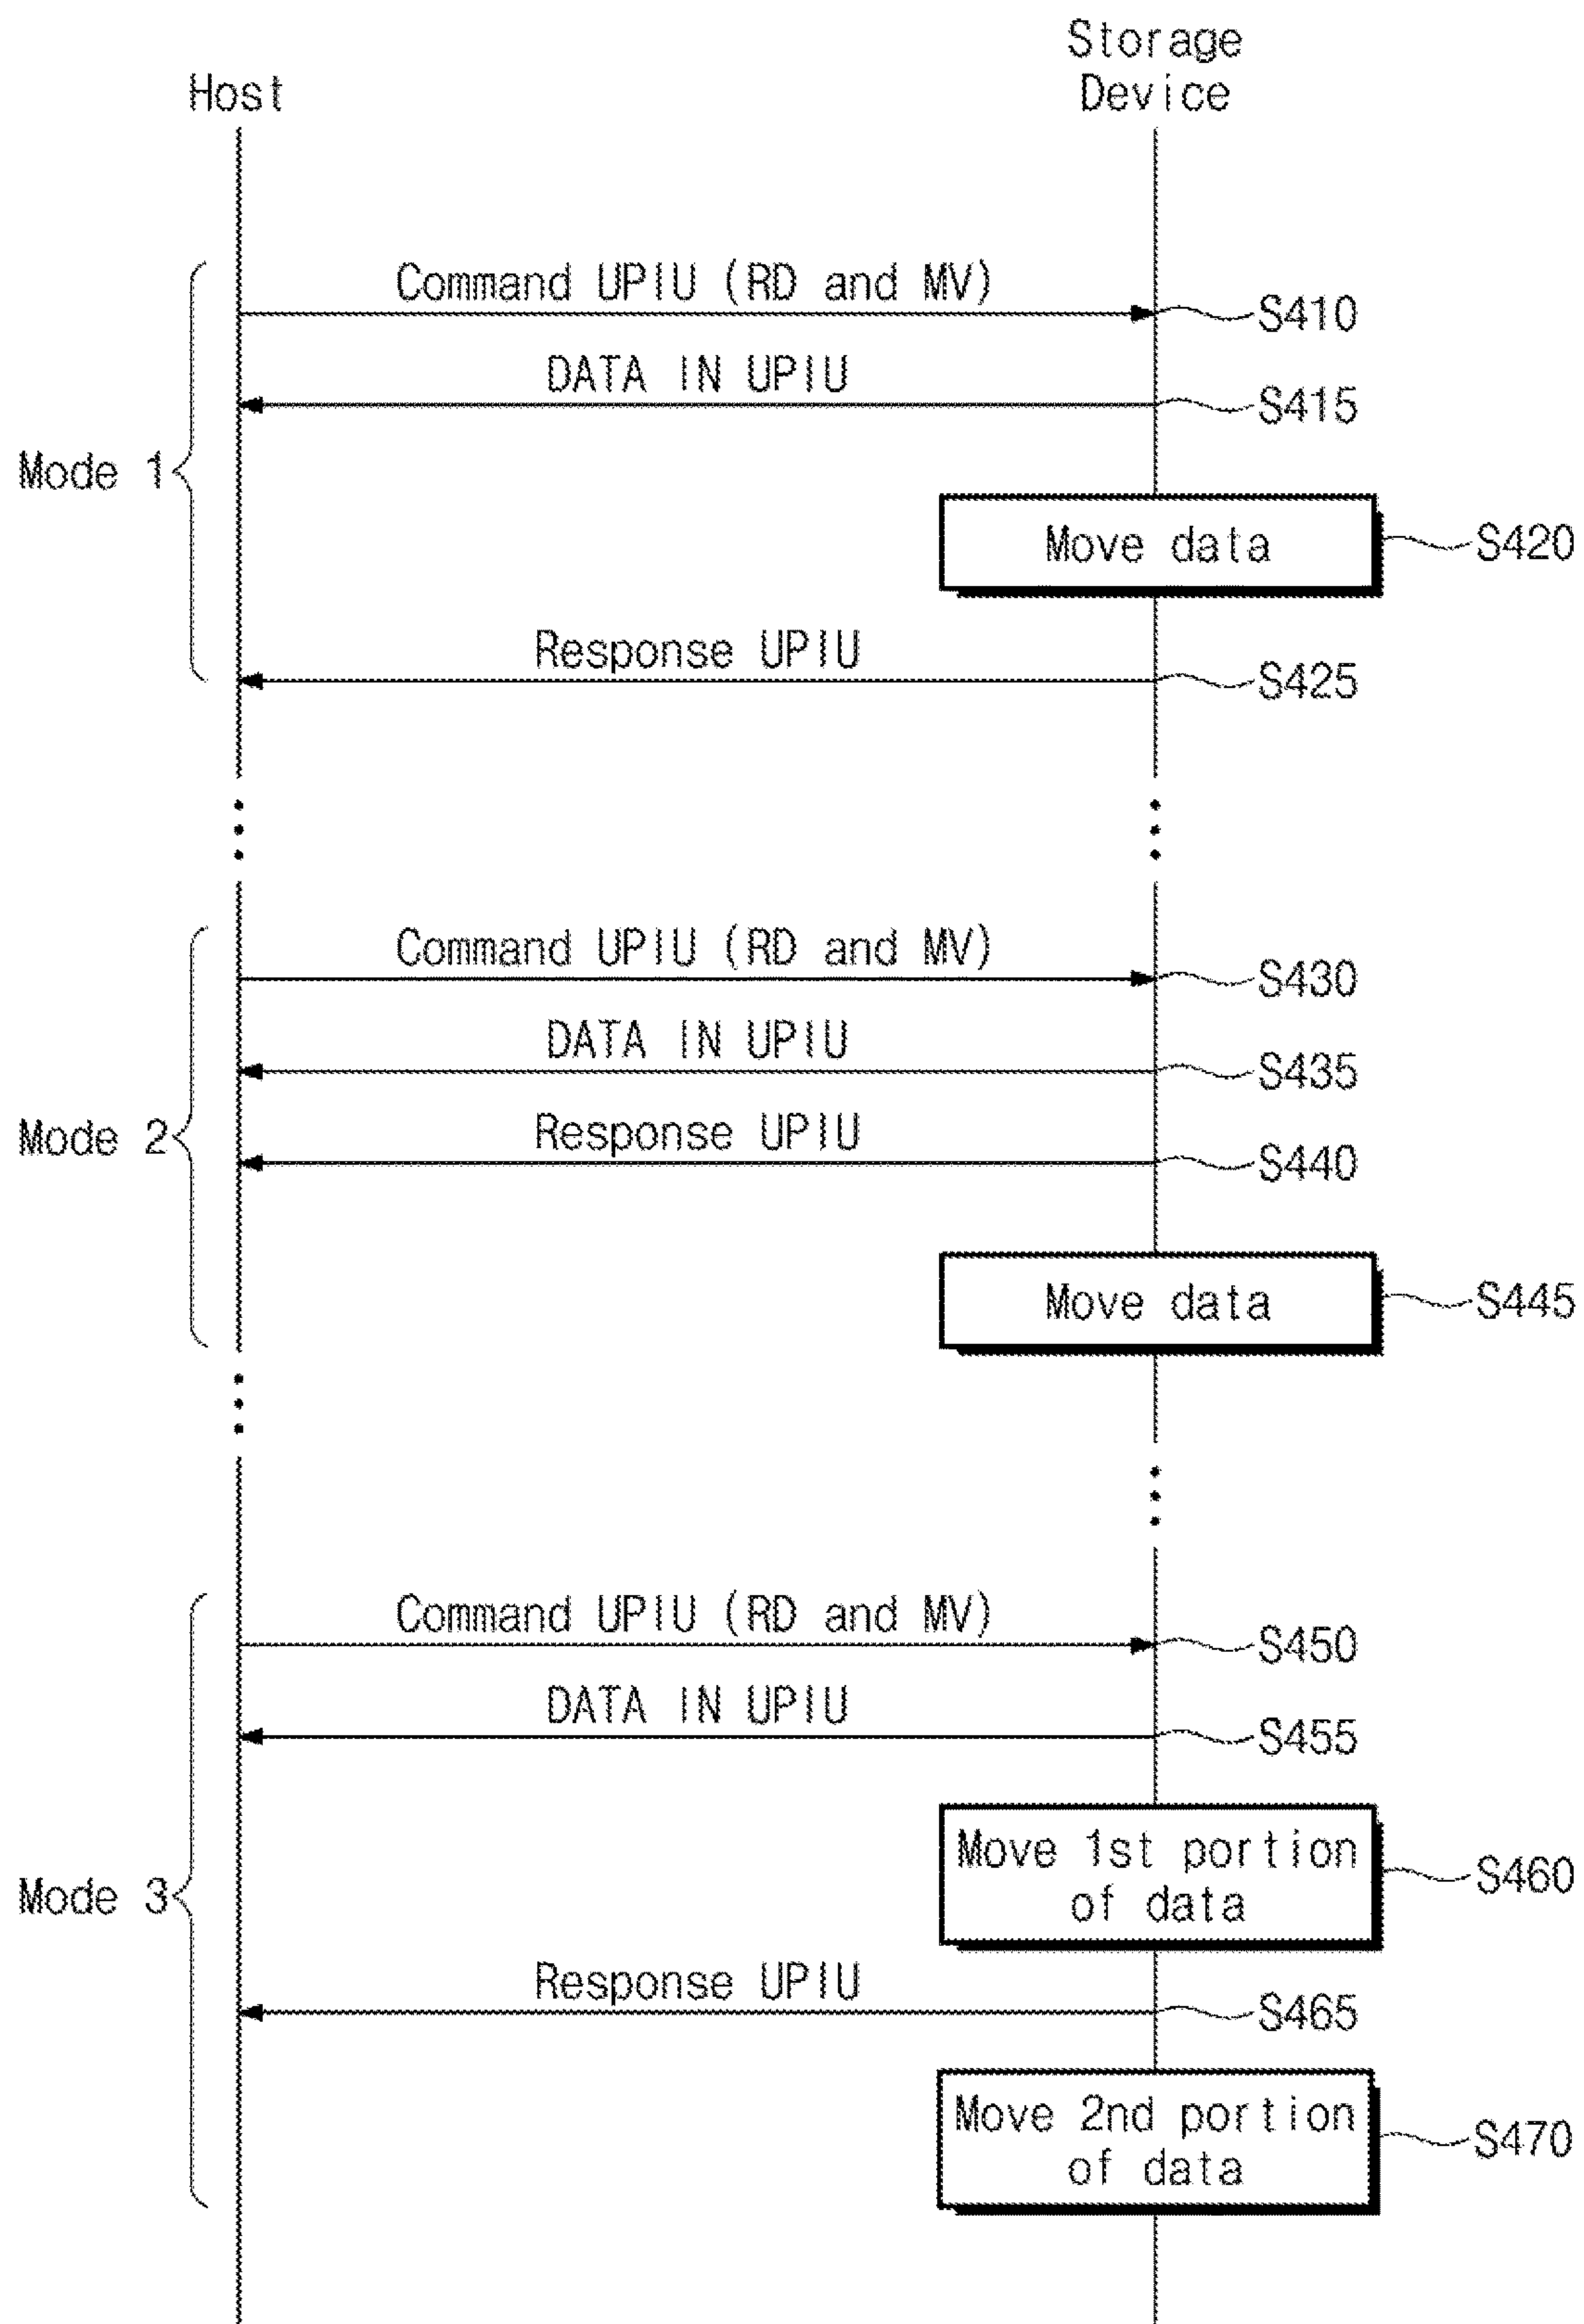 Host
Storage
Device
Mode 1
Command UPIU (RD and MV)
S410
DATA IN UPIU
S415
Move data
S420
Response UPIU
S425
Mode 2
Command UPIU (RD and MV)
S430
DATA IN UPIU
S435
Response UPIU
S440
Move data
S445
Mode 3
Command UPIU (RD and MV)
S450
DATA IN UPIU
S455
Move 1st portion
of data
S460
Response UPIU
S465
Move 2nd portion
of data
S470